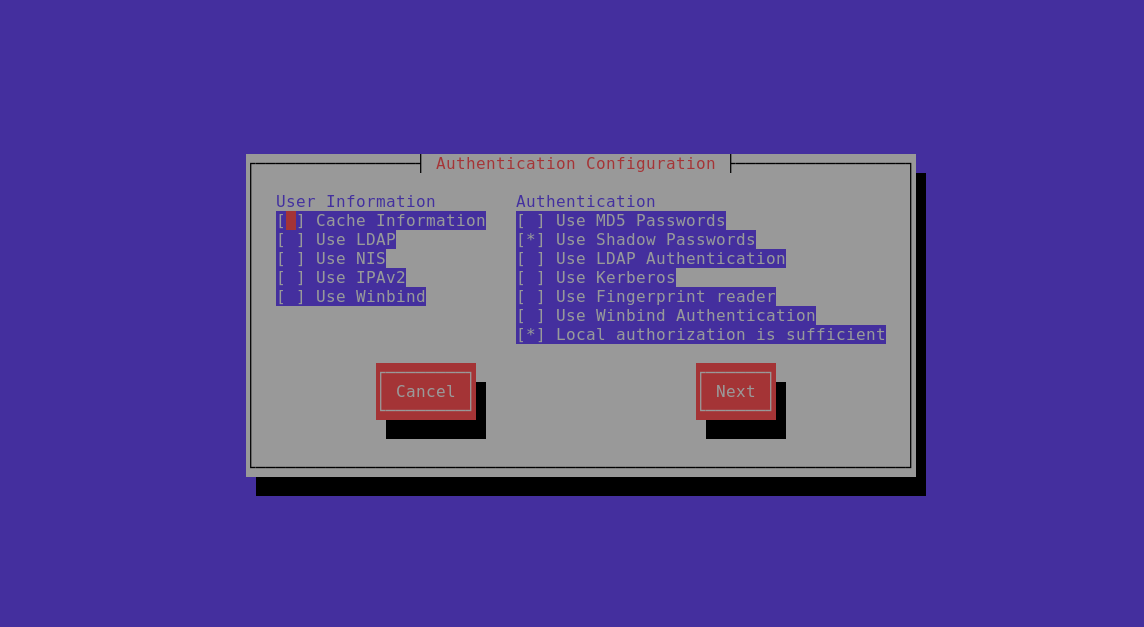 Authentication Configuration
User Information
[ ] Cache Information
[ ] Use LDAP
[ ] Use NIS
[ ] Use IPAv2
[ ] Use Winbind
Authentication
[ ] Use MD5 Passwords
[*] Use Shadow Passwords
[ ] Use LDAP Authentication
[ ] Use Kerberos
[ ] Use Fingerprint reader
[ ] Use Winbind Authentication
[*] Local authorization is sufficient
Cancel
Next